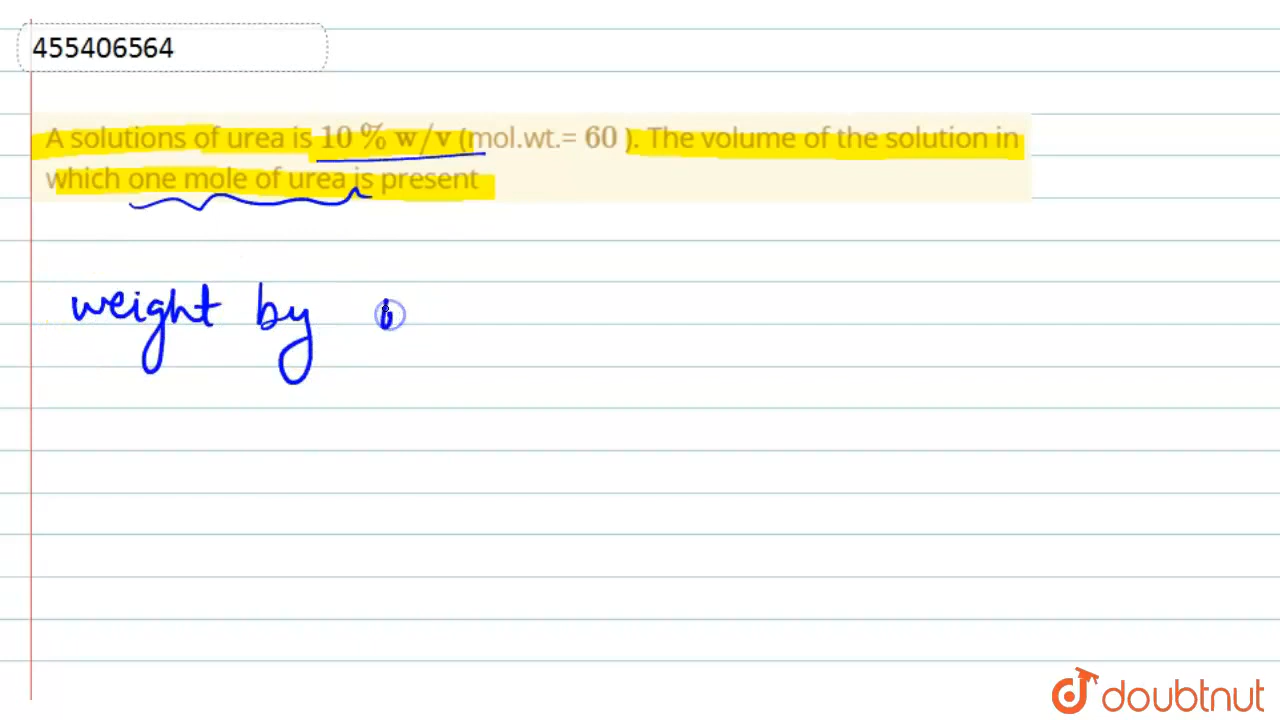 455406564
A solutions of urea is 10 % w/v (mol.wt.= 60 ). The volume of the solution in
which one mole of urea is present
weight by
doubtnut